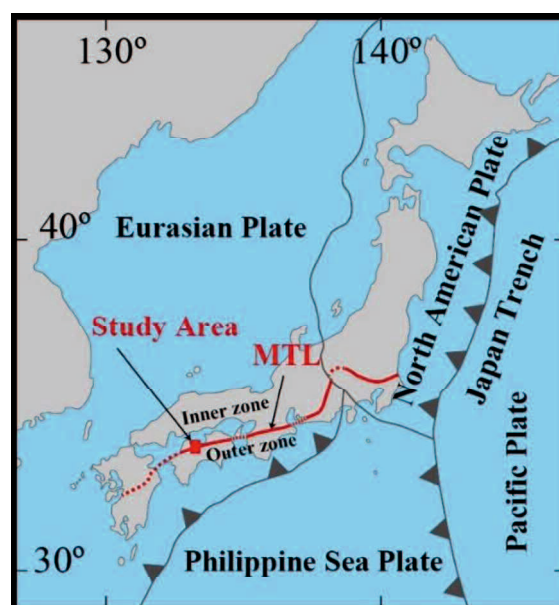 130º 140º
40º
Eurasian Plate
North American Plate
Japan Trench
Study Area
MTL
Inner zone
Outer zone
Pacific Plate
30º
Philippine Sea Plate